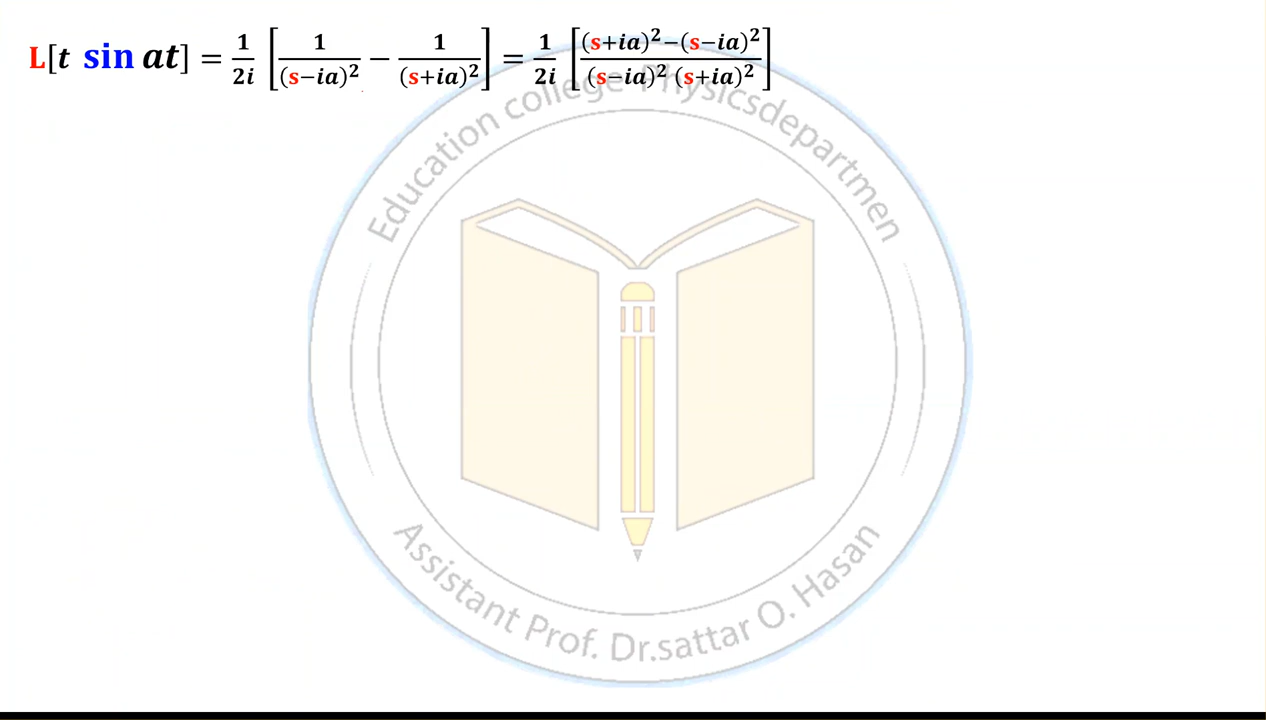 L[t sin at] = 1/2i [1/(s−ia)² − 1/(s+ia)²] = 1/2i [(s+ia)²−(s−ia)²/(s−ia)² (s+ia)²]
Education college Physicsdepartmen
Assistant Prof. Dr.sattar O. Hasan